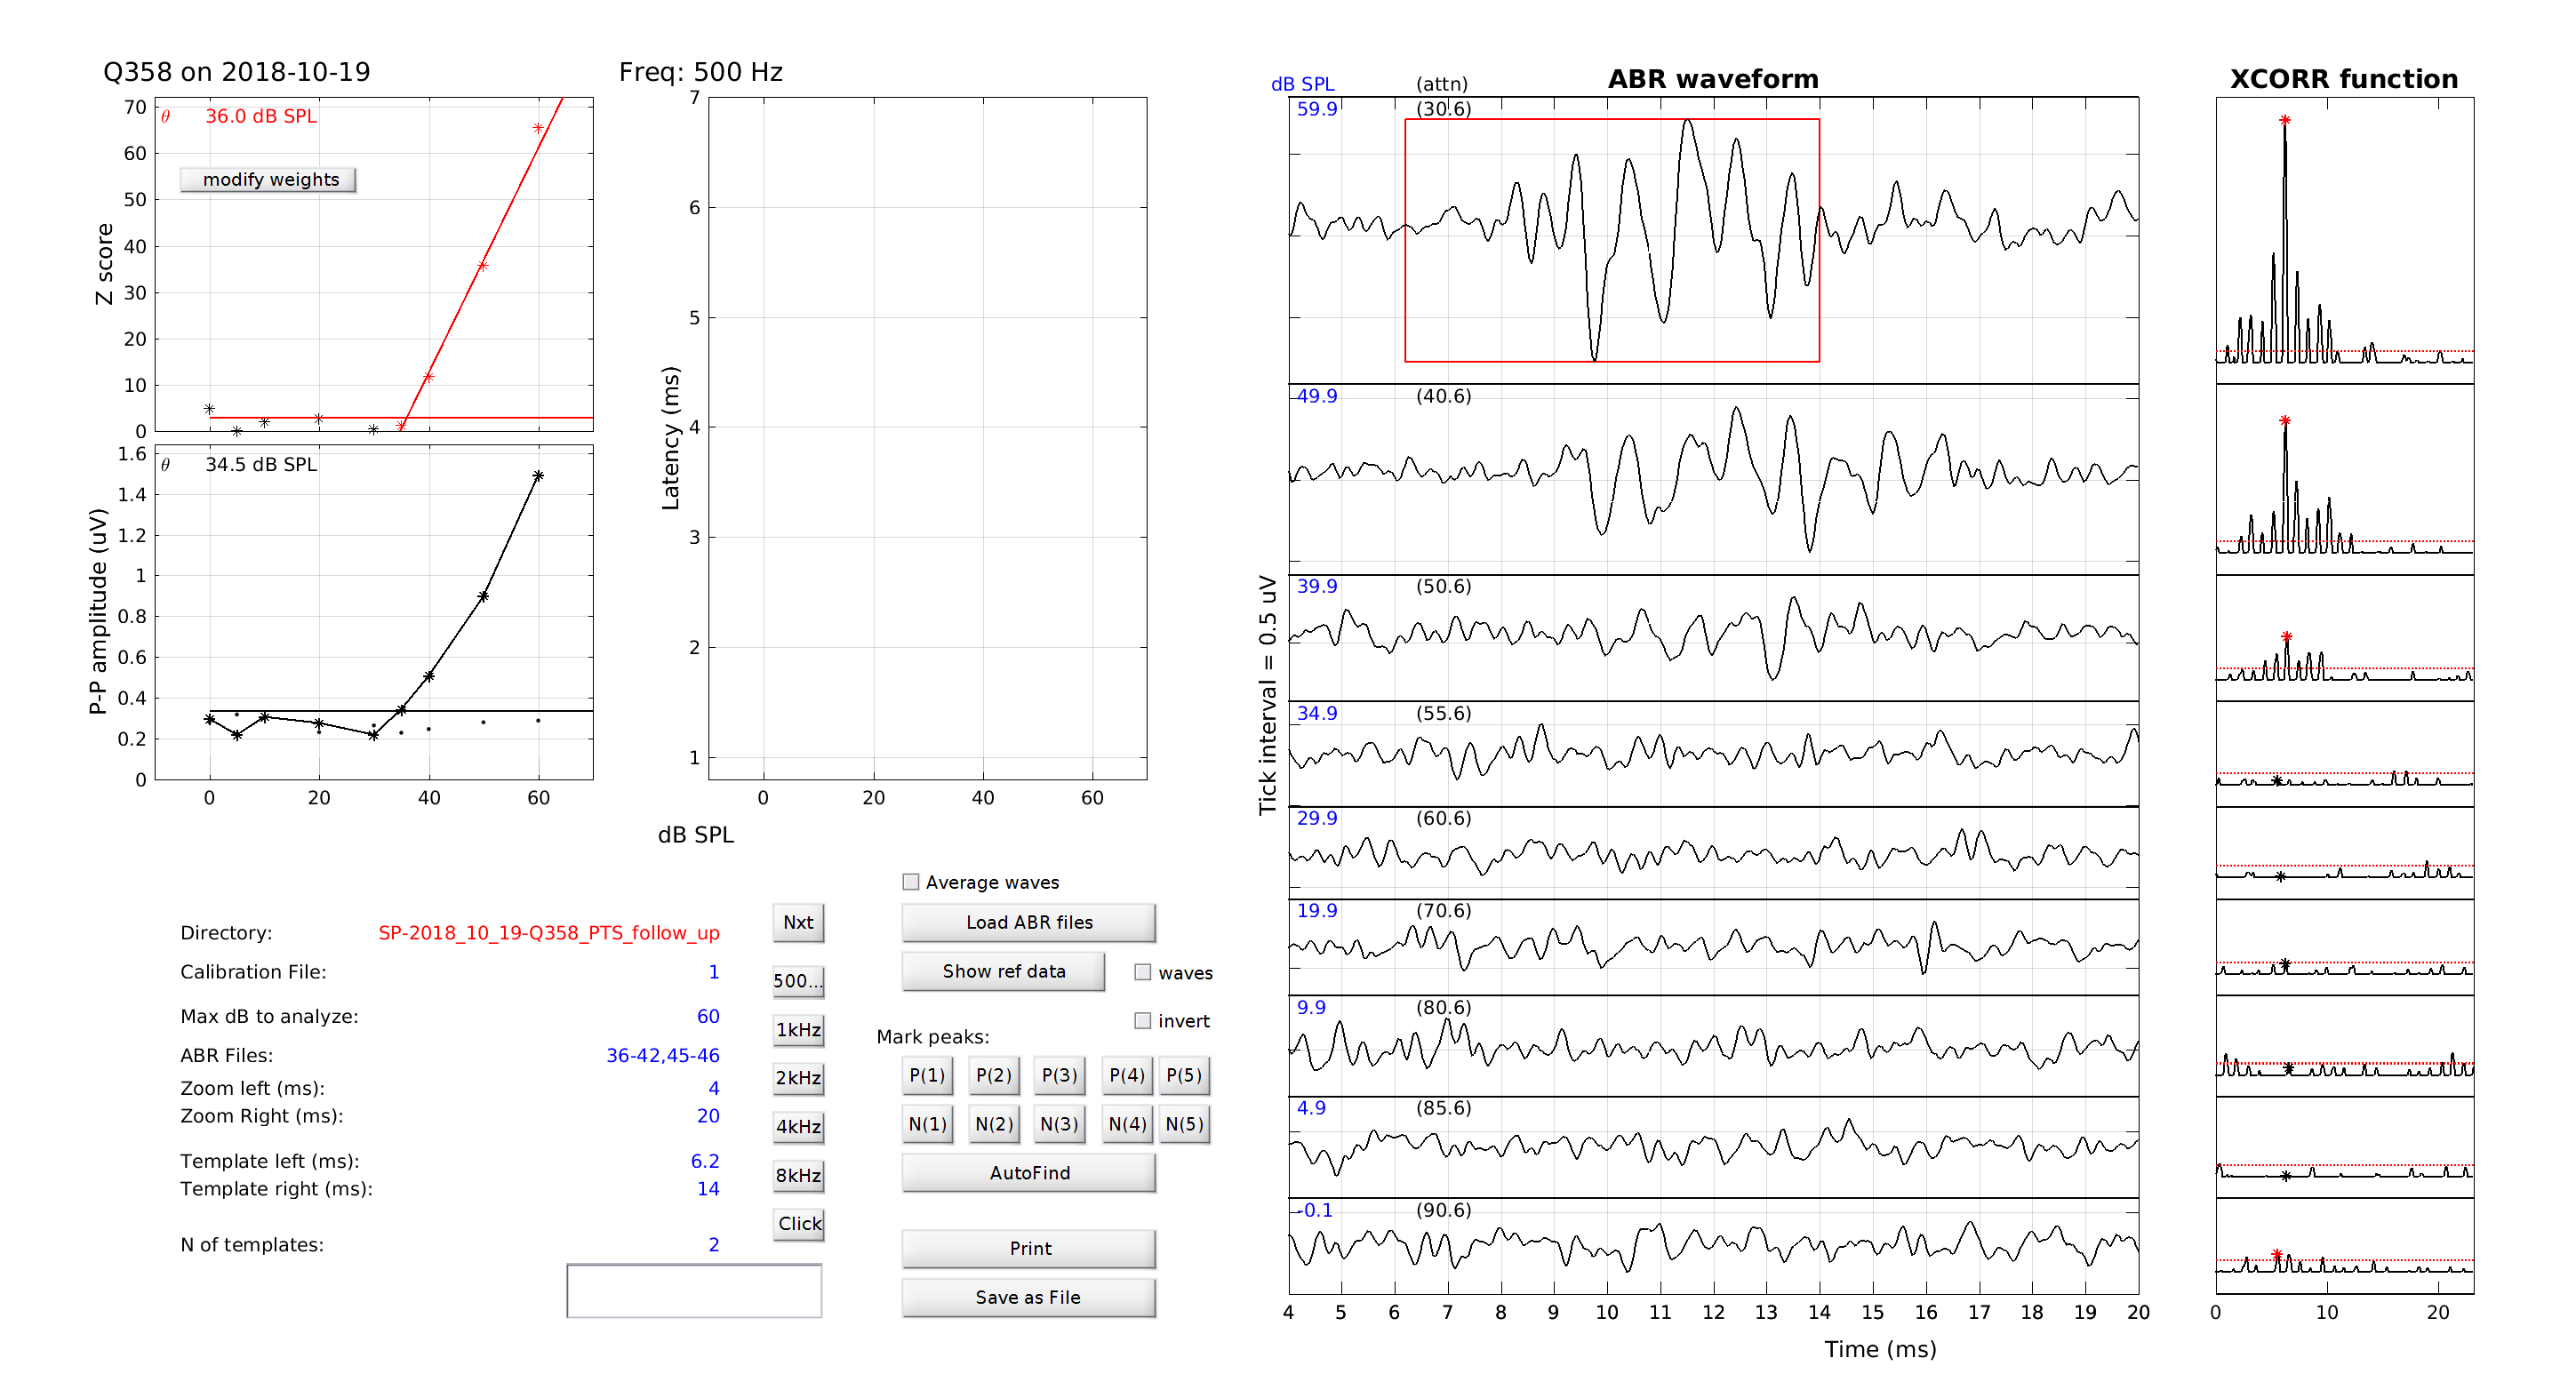 Q358 on 2018-10-19
Freq: 500 Hz
70
60
50
40
30
20
10
0
Z score
θ 36.0 dB SPL
modify weights
1.6
1.4
1.2
1
0.8
0.6
0.4
0.2
0
P-P amplitude (uV)
θ 34.5 dB SPL
0 20 40 60
7
6
5
4
3
2
1
Latency (ms)
0 20 40 60
dB SPL
Directory: SP-2018_10_19-Q358_PTS_follow_up
Calibration File: 1
Max dB to analyze: 60
ABR Files: 36-42,45-46
Zoom left (ms): 4
Zoom Right (ms): 20
Template left (ms): 6.2
Template right (ms): 14
N of templates: 2
Nxt
500...
1kHz
2kHz
4kHz
8kHz
Click
Average waves
Load ABR files
Show ref data
waves
invert
Mark peaks:
P(1) P(2) P(3) P(4) P(5)
N(1) N(2) N(3) N(4) N(5)
AutoFind
Print
Save as File
dB SPL (attn) ABR waveform
59.9 (30.6)
49.9 (40.6)
39.9 (50.6)
34.9 (55.6)
29.9 (60.6)
19.9 (70.6)
9.9 (80.6)
4.9 (85.6)
-0.1 (90.6)
Tick interval = 0.5 uV
4 5 6 7 8 9 10 11 12 13 14 15 16 17 18 19 20
Time (ms)
XCORR function
0 10 20